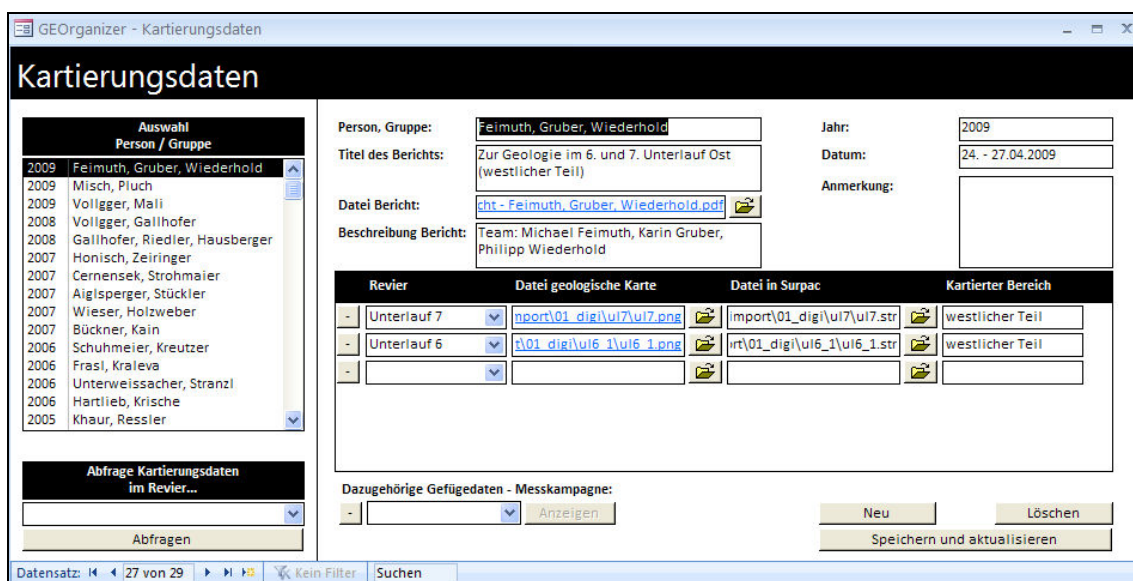 GEOrganizer - Kartierungsdaten
Kartierungsdaten
Auswahl
Person / Gruppe
2009 Feimuth, Gruber, Wiederhold
2009 Misch, Pluch
2009 Vollgger, Mali
2008 Vollgger, Gallhofer
2008 Gallhofer, Riedler, Hausberger
2007 Honisch, Zeiringer
2007 Cernensek, Strohmaier
2007 Aiglsperger, Stückler
2007 Wieser, Holzweber
2007 Bückner, Kain
2006 Schuhmeier, Kreutzer
2006 Frasl, Kraleva
2006 Unterweissacher, Stranzl
2006 Hartlieb, Krische
2005 Khaur, Ressler
Abfrage Kartierungsdaten
im Revier...
Abfragen
Person, Gruppe: Feimuth, Gruber, Wiederhold
Titel des Berichts: Zur Geologie im 6. und 7. Unterlauf Ost
(westlicher Teil)
Datei Bericht: cht - Feimuth, Gruber, Wiederhold.pdf
Beschreibung Bericht: Team: Michael Feimuth, Karin Gruber,
Philipp Wiederhold
Jahr: 2009
Datum: 24. - 27.04.2009
Anmerkung:
Revier Datei geologische Karte Datei in Surpac Kartierter Bereich
- Unterlauf 7 nport\01_digi\ul7\ul7.png import\01_digi\ul7\ul7.str westlicher Teil
- Unterlauf 6 t\01_digi\ul6_1\ul6_1.png ort\01_digi\ul6_1\ul6_1.str westlicher Teil
-
Dazugehörige Gefügedaten - Messkampagne:
- Anzeigen
Neu Löschen
Speichern und aktualisieren
Datensatz: 27 von 29 Kein Filter Suchen